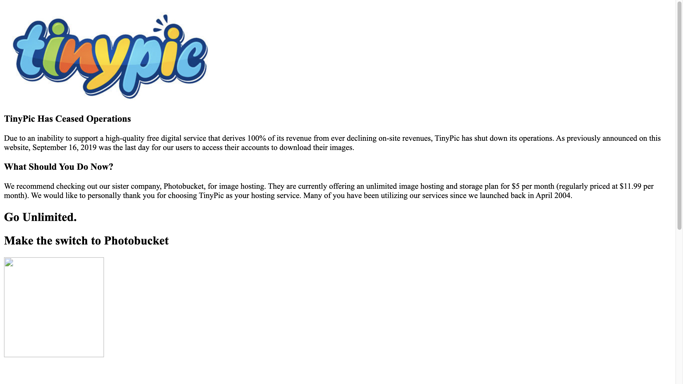 tinypic
TinyPic Has Ceased Operations
Due to an inability to support a high-quality free digital service that derives 100% of its revenue from ever declining on-site revenues, TinyPic has shut down its operations. As previously announced on this
website, September 16, 2019 was the last day for our users to access their accounts to download their images.
What Should You Do Now?
We recommend checking out our sister company, Photobucket, for image hosting. They are currently offering an unlimited image hosting and storage plan for $5 per month (regularly priced at $11.99 per
month). We would like to personally thank you for choosing TinyPic as your hosting service. Many of you have been utilizing our services since we launched back in April 2004.
Go Unlimited.
Make the switch to Photobucket